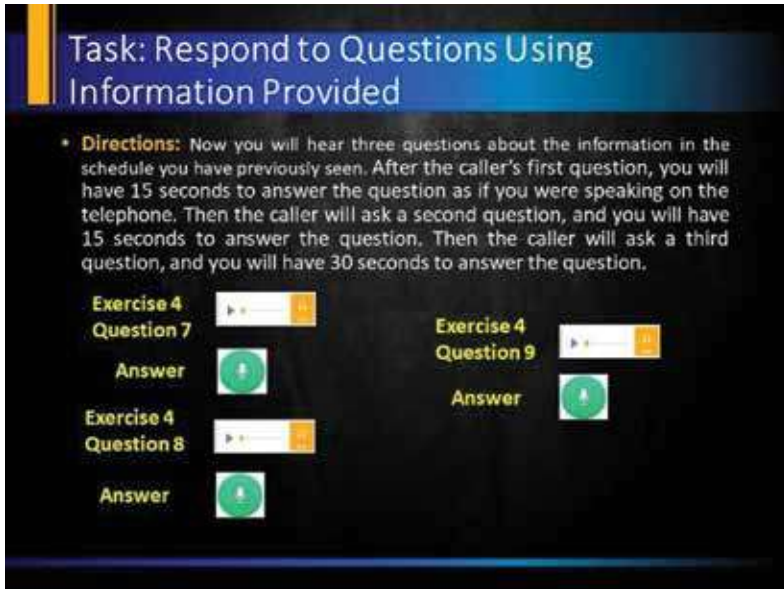 Task: Respond to Questions Using
Information Provided
• Directions: Now you will hear three questions about the information in the
schedule you have previously seen. After the caller's first question, you will
have 15 seconds to answer the question as if you were speaking on the
telephone. Then the caller will ask a second question, and you will have
15 seconds to answer the question. Then the caller will ask a third
question, and you will have 30 seconds to answer the question.
Exercise 4
Question 7
Answer
Exercise 4
Question 8
Answer
Exercise 4
Question 9
Answer